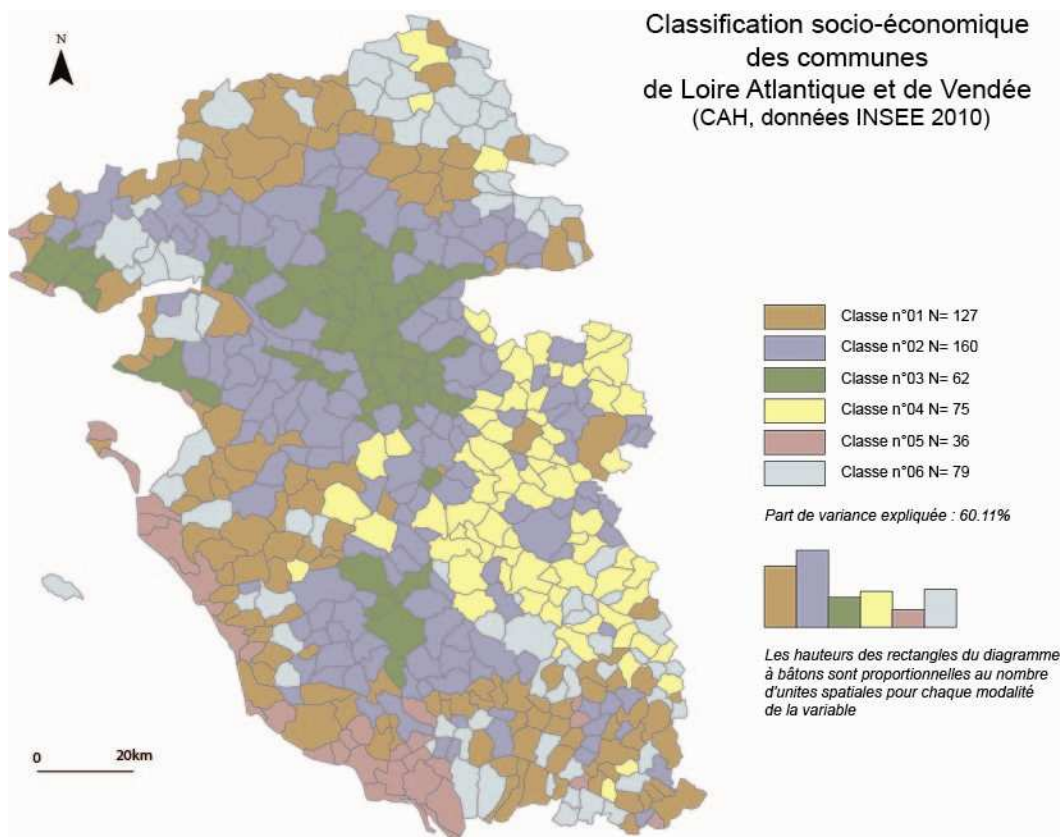 Classification socio-économique
des communes
de Loire Atlantique et de Vendée
(CAH, données INSEE 2010)
N
Classe n°01 N= 127
Classe n°02 N= 160
Classe n°03 N= 62
Classe n°04 N= 75
Classe n°05 N= 36
Classe n°06 N= 79
Part de variance expliquée : 60.11%
Les hauteurs des rectangles du diagramme
à bâtons sont proportionnelles au nombre
d'unites spatiales pour chaque modalité
de la variable
0 20km